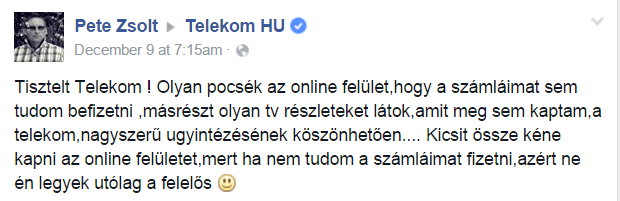 Pete Zsolt ▸ Telekom HU
December 9 at 7:15am ·
Tisztelt Telekom ! Olyan pocsék az online felület,hogy a számláimat sem
tudom befizetni ,másrészt olyan tv részleteket látok,amit meg sem kaptam,a
telekom,nagyszerű ugyintézésének köszönhetően.... Kicsit össze kéne
kapni az online felületet,mert ha nem tudom a számláimat fizetni,azért ne
én legyek utólag a felelős 🙂